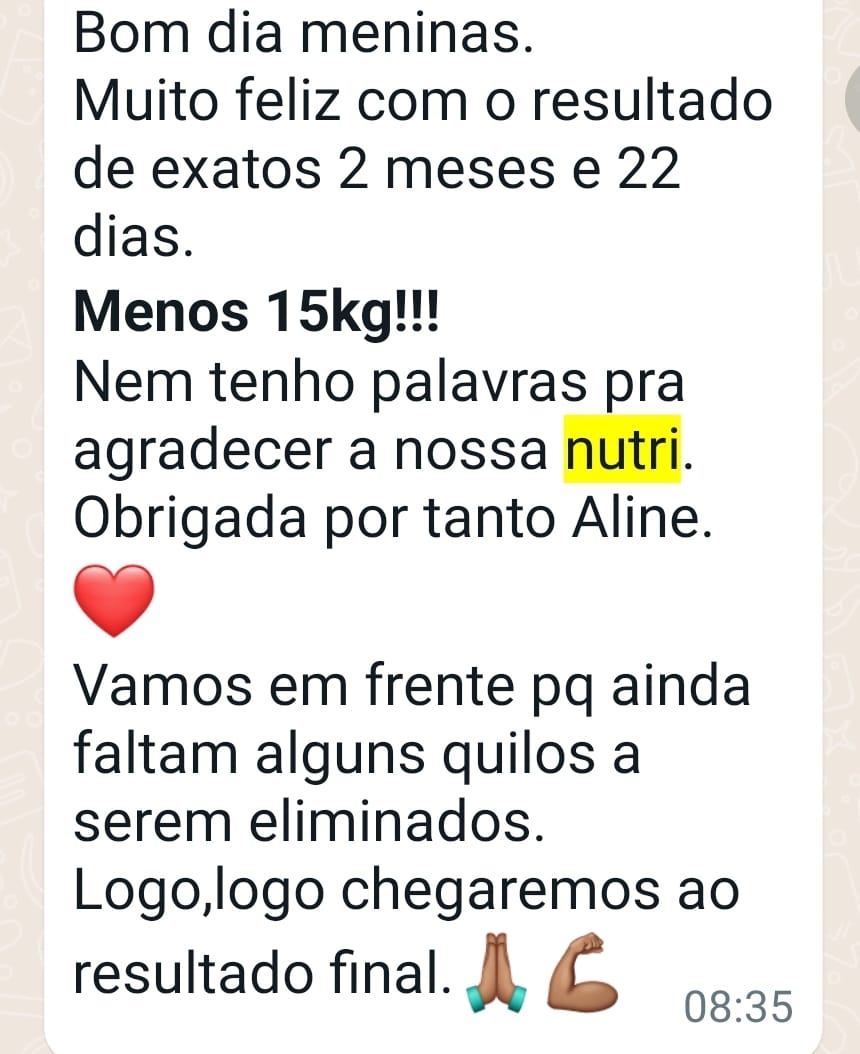 Bom dia meninas.
Muito feliz com o resultado
de exatos 2 meses e 22
dias.
Menos 15kg!!!
Nem tenho palavras pra
agradecer a nossa nutri.
Obrigada por tanto Aline.
❤️
Vamos em frente pq ainda
faltam alguns quilos a
serem eliminados.
Logo,logo chegaremos ao
resultado final.🙏🏽💪🏽
08:35